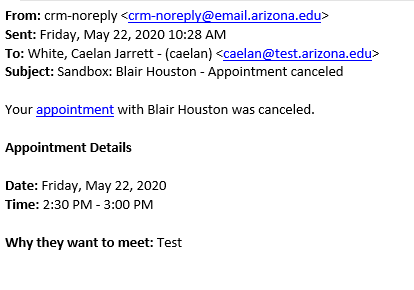 From: crm-noreply <crm-noreply@email.arizona.edu>
Sent: Friday, May 22, 2020 10:28 AM
To: White, Caelan Jarrett - (caelan) <caelan@test.arizona.edu>
Subject: Sandbox: Blair Houston - Appointment canceled
Your appointment with Blair Houston was canceled.
Appointment Details
Date: Friday, May 22, 2020
Time: 2:30 PM - 3:00 PM
Why they want to meet: Test